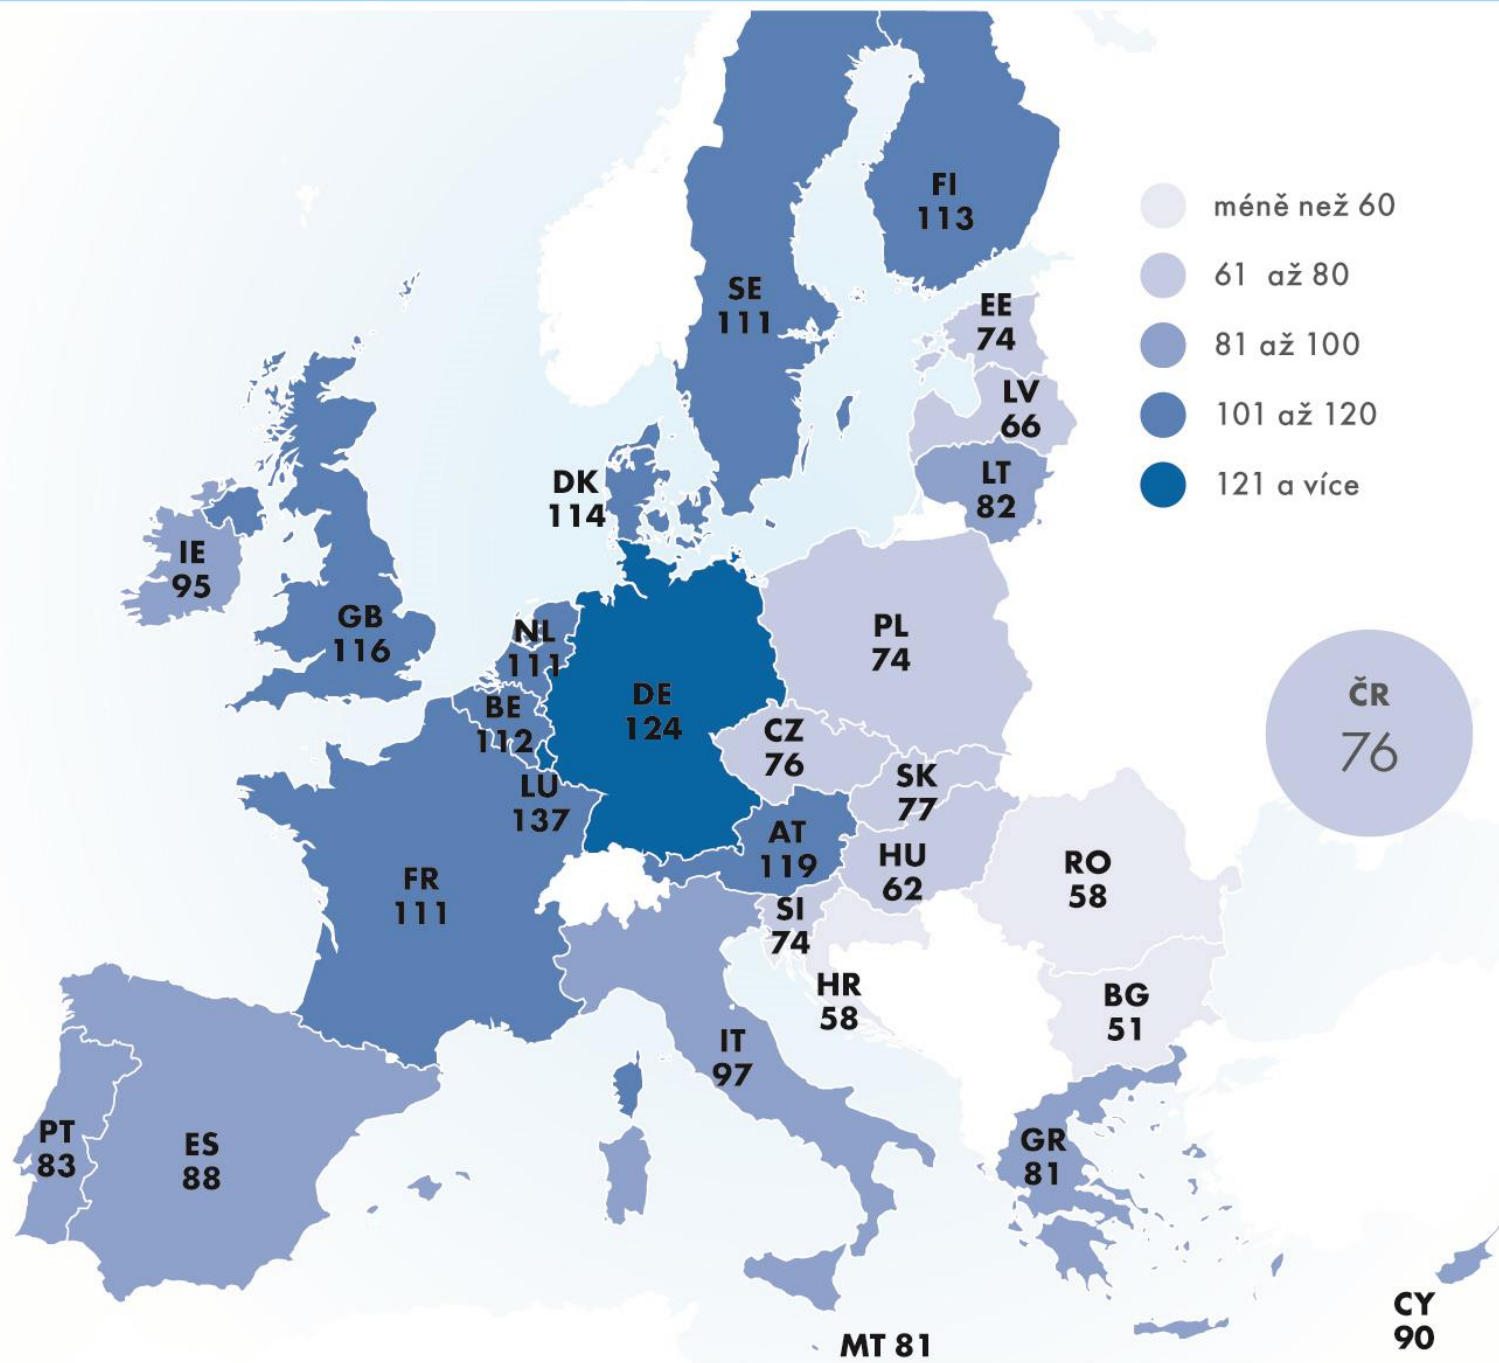 FI
113
SE
111
EE
74
LV
66
LT
82
DK
114
IE
95
GB
116
NL
111
BE
112
LU
137
DE
124
PL
74
CZ
76
SK
77
AT
119
HU
62
RO
58
FR
111
SI
74
HR
58
BG
51
IT
97
PT
83
ES
88
GR
81
MT 81
CY
90
méně než 60
61 až 80
81 až 100
101 až 120
121 a více
ČR
76